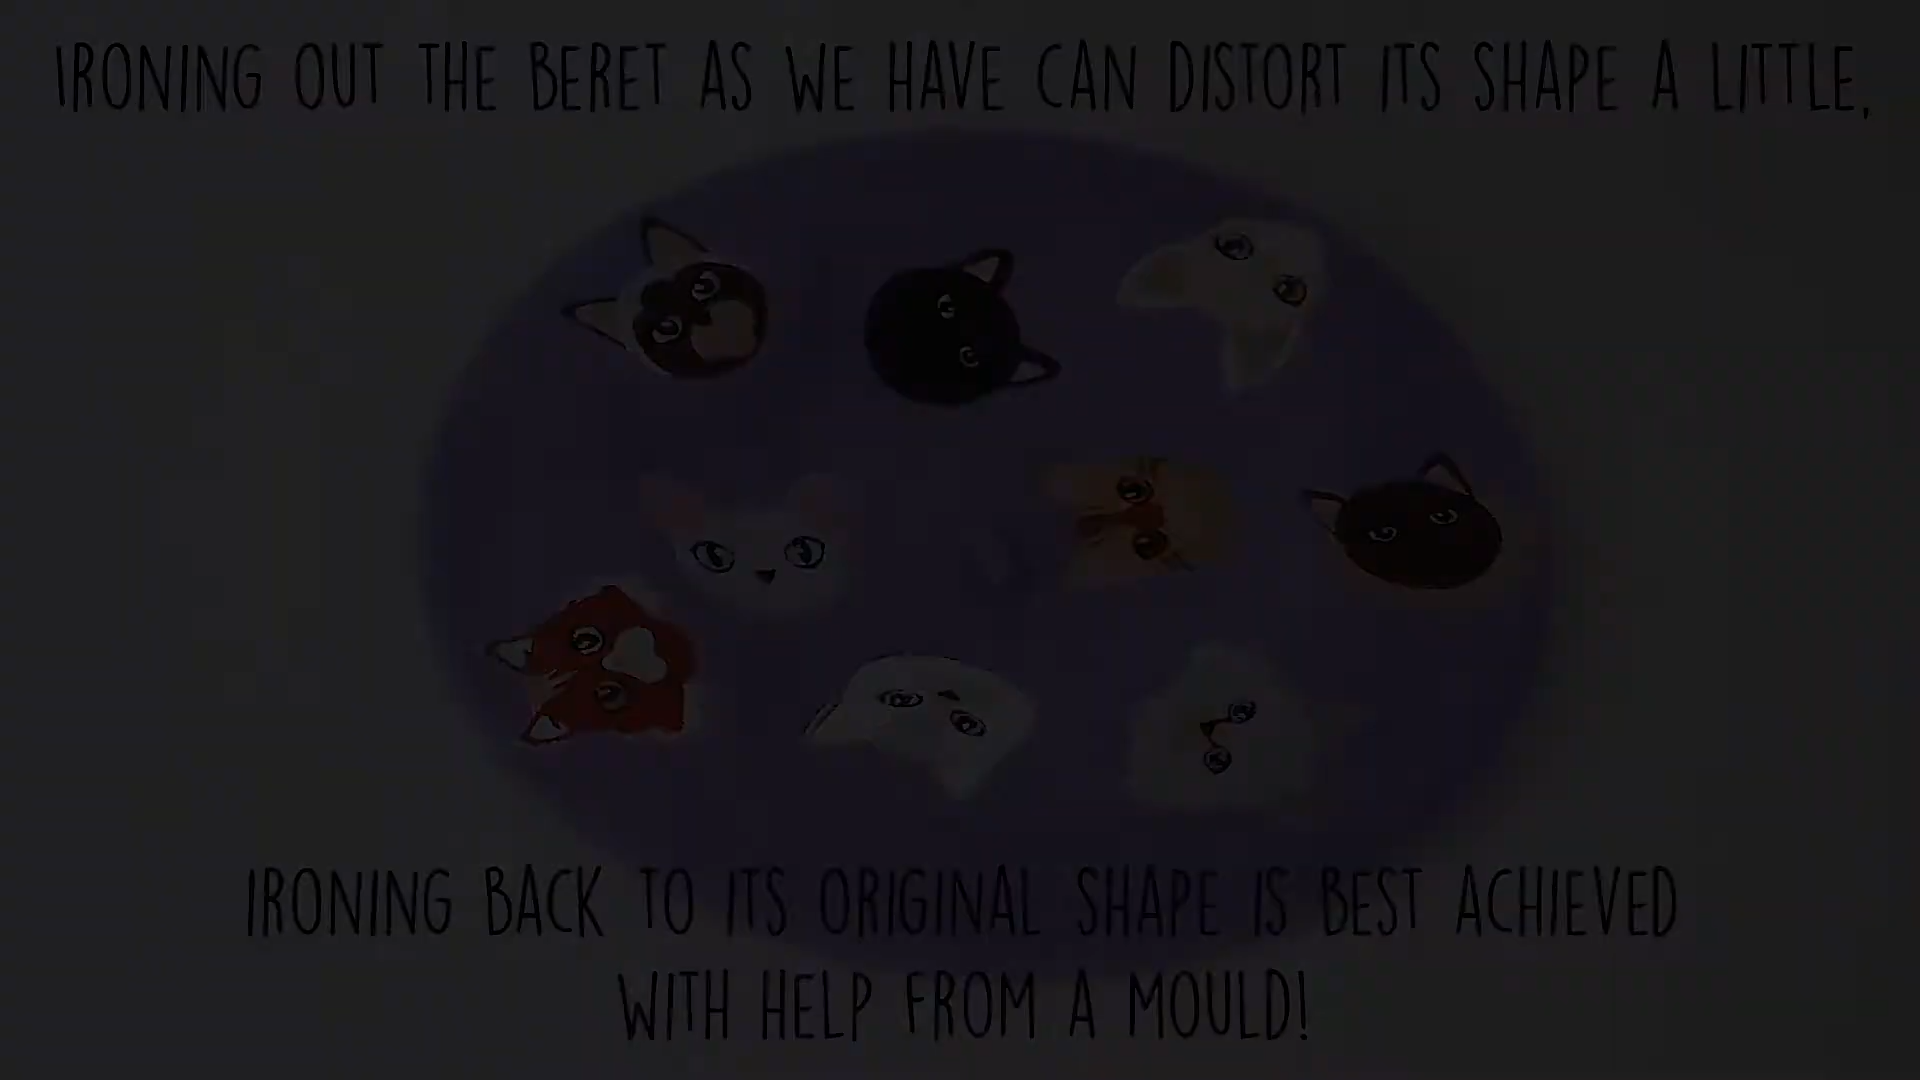 IRONING OUT THE BERET AS WE HAVE CAN DISTORT ITS SHAPE A LITTLE,
IRONING BACK TO ITS ORIGINAL SHAPE IS BEST ACHIEVED
WITH HELP FROM A MOULD!